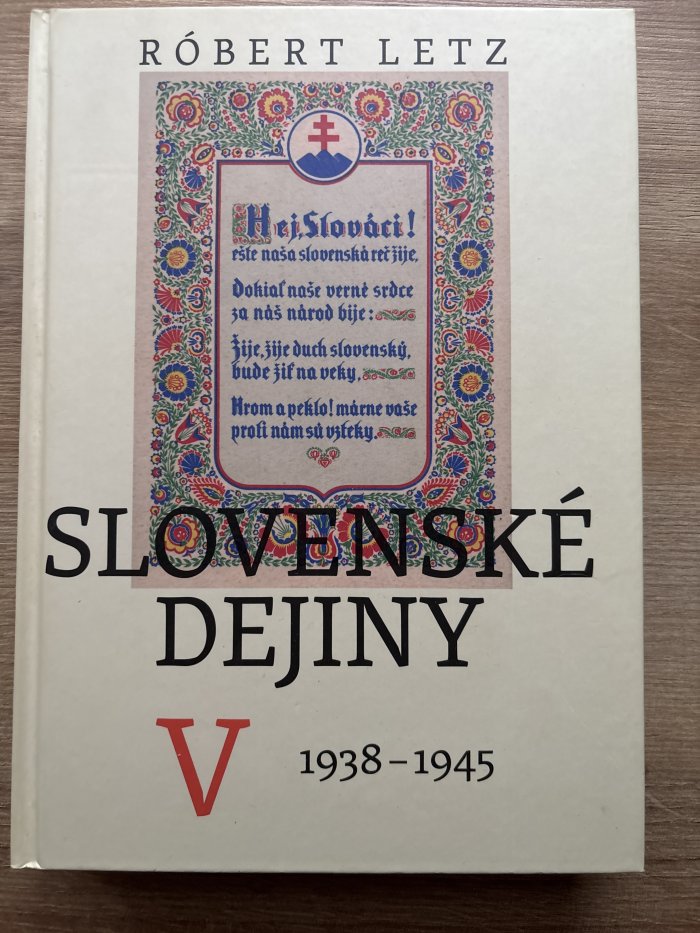 RÓBERT LETZ
Hej, Slováci!
ešte naša slovenská reč žije,
Dokiaľ naše verné srdce
za náš národ bije:
Žije, žije duch slovenský,
bude žiť na veky,
Hrom a peklo! márne vaše
proti nám sú vzteky.
SLOVENSKÉ
DEJINY
V
1938–1945